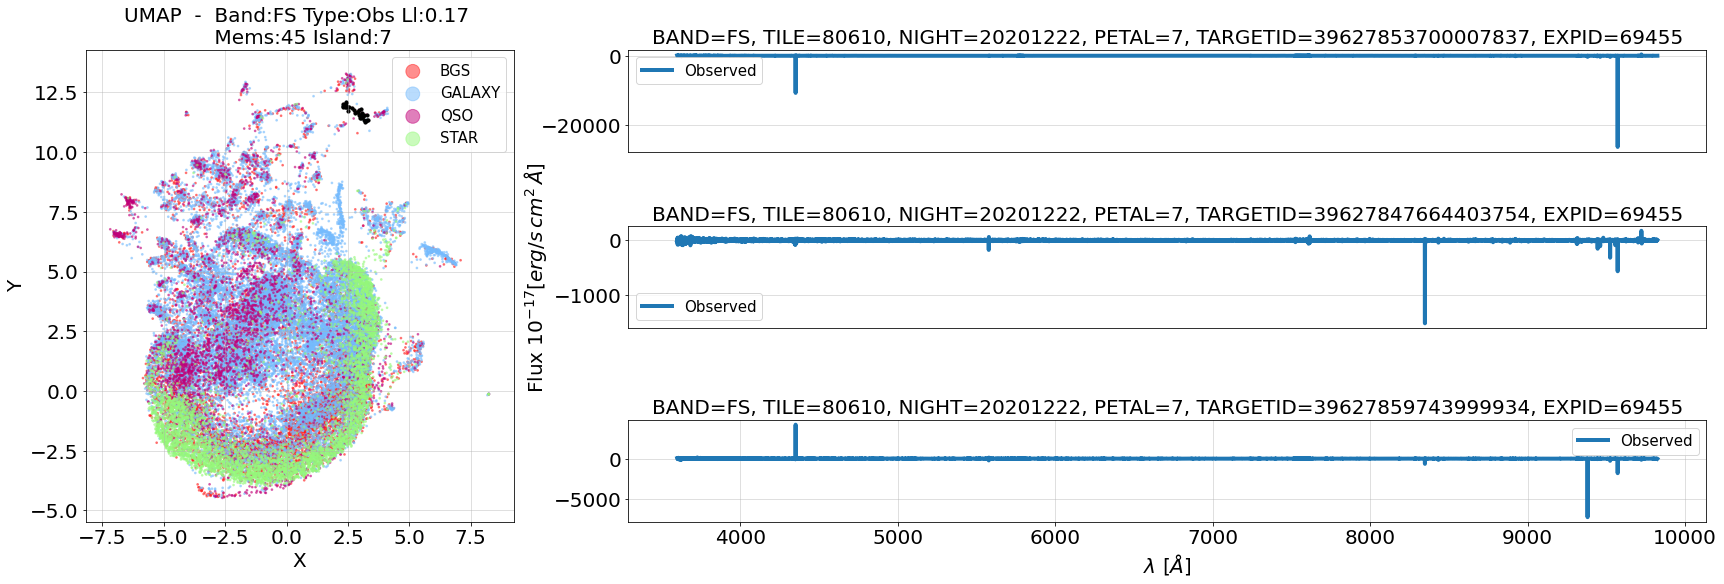 UMAP - Band:FS Type:Obs Ll:0.17
Mems:45 Island:7
BGS
GALAXY
QSO
STAR
12.5
10.0
7.5
5.0
2.5
0.0
−2.5
−5.0
Y
−7.5 −5.0 −2.5 0.0 2.5 5.0 7.5
X
Flux 10⁻¹⁷[erg/s cm² Å]
BAND=FS, TILE=80610, NIGHT=20201222, PETAL=7, TARGETID=39627853700007837, EXPID=69455
0
−20000
Observed
BAND=FS, TILE=80610, NIGHT=20201222, PETAL=7, TARGETID=39627847664403754, EXPID=69455
0
−1000
Observed
BAND=FS, TILE=80610, NIGHT=20201222, PETAL=7, TARGETID=39627859743999934, EXPID=69455
Observed
0
−5000
4000 5000 6000 7000 8000 9000 10000
λ [Å]